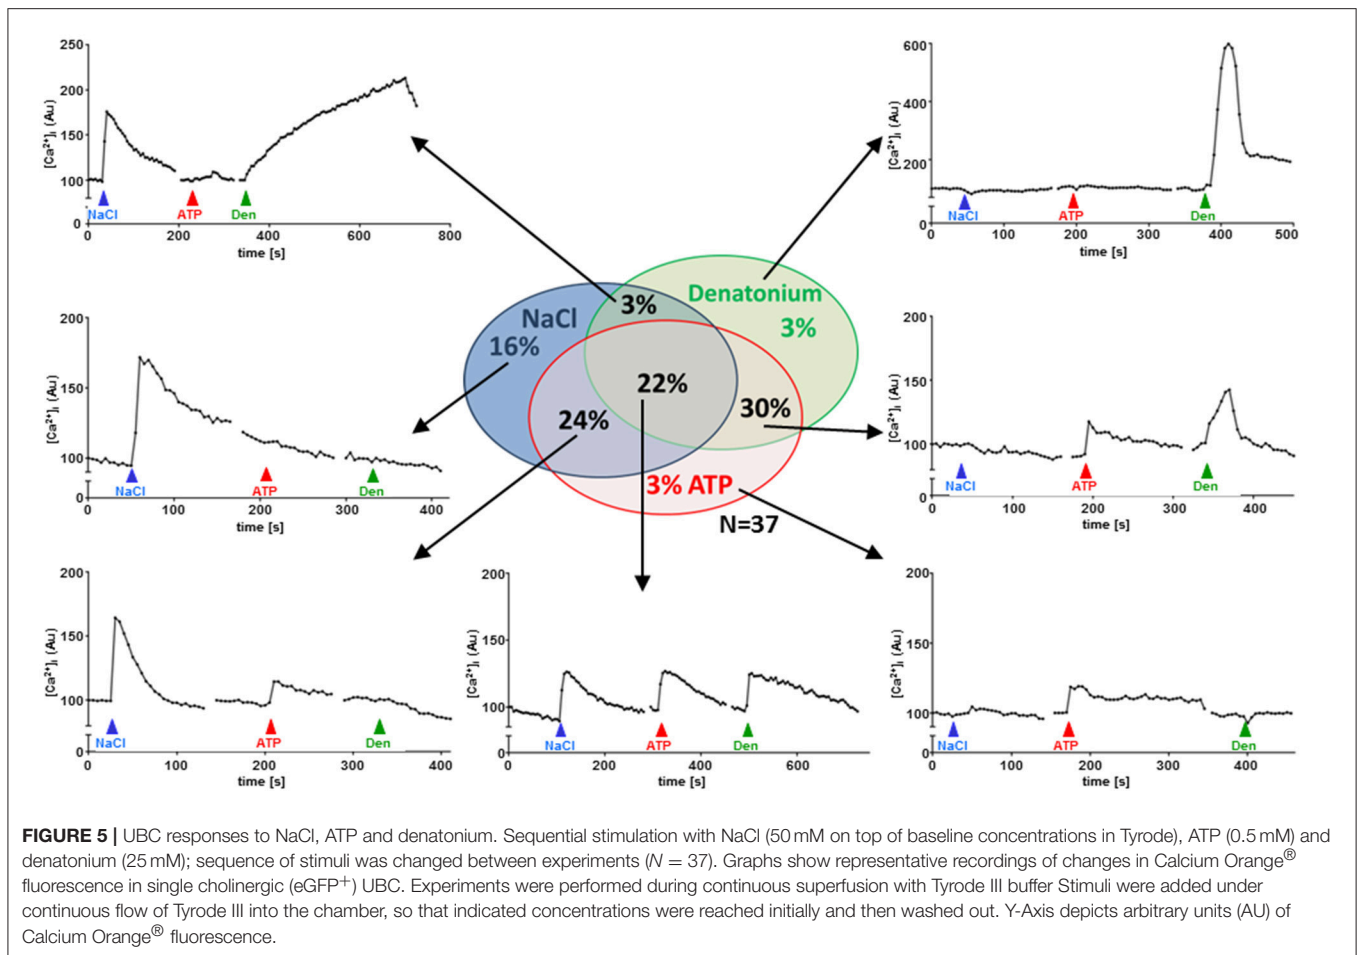 250
200
150
100
50
0
[Ca²⁺]ᵢ (Au)
NaCl
ATP
Den
0 200 400 600 800
time [s]
600
400
200
0
[Ca²⁺]ᵢ (Au)
NaCl
ATP
Den
0 100 200 300 400 500
time [s]
NaCl
16%
3%
Denatonium
3%
22%
24%
30%
3% ATP
N=37
200
150
100
0
[Ca²⁺]ᵢ (Au)
NaCl
ATP
Den
0 100 200 300 400
time [s]
200
150
100
0
[Ca²⁺]ᵢ (Au)
NaCl
ATP
Den
0 100 200 300 400
time [s]
200
150
100
0
[Ca²⁺]ᵢ (Au)
NaCl
ATP
Den
0 100 200 300 400
time [s]
200
150
100
0
[Ca²⁺]ᵢ (Au)
NaCl
ATP
Den
0 200 400 600
time [s]
200
150
100
0
[Ca²⁺]ᵢ (Au)
NaCl
ATP
Den
0 100 200 300 400
time [s]
FIGURE 5 | UBC responses to NaCl, ATP and denatonium. Sequential stimulation with NaCl (50 mM on top of baseline concentrations in Tyrode), ATP (0.5 mM) and
denatonium (25 mM); sequence of stimuli was changed between experiments (N = 37). Graphs show representative recordings of changes in Calcium Orange®
fluorescence in single cholinergic (eGFP⁺) UBC. Experiments were performed during continuous superfusion with Tyrode III buffer Stimuli were added under
continuous flow of Tyrode III into the chamber, so that indicated concentrations were reached initially and then washed out. Y-Axis depicts arbitrary units (AU) of
Calcium Orange® fluorescence.